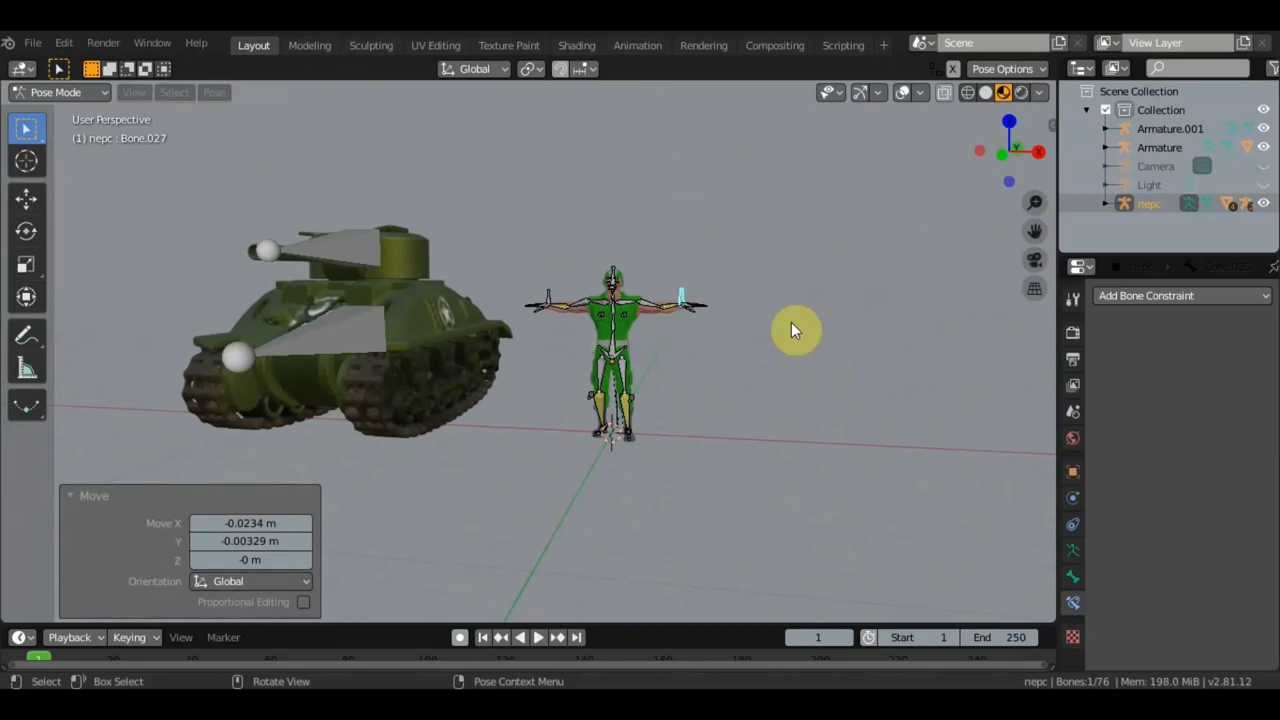 File Edit Render Window Help Layout Modeling Sculpting UV Editing Texture Paint Shading Animation Rendering Compositing Scripting + Scene View Layer
Global X Pose Options
Pose Mode View Select Pose
Scene Collection
Collection
Armature.001
Armature
Camera
Light
nepc
User Perspective
(1) nepc : Bone.027
Z
Y
X
Add Bone Constraint
Move
Move X -0.0234 m
Y -0.00329 m
Z -0 m
Orientation Global
Proportional Editing
Playback Keying View Marker 1 Start 1 End 250
1
Select Box Select Rotate View Pose Context Menu nepc | Bones:1/76 | Mem: 198.0 MiB | v2.81.12